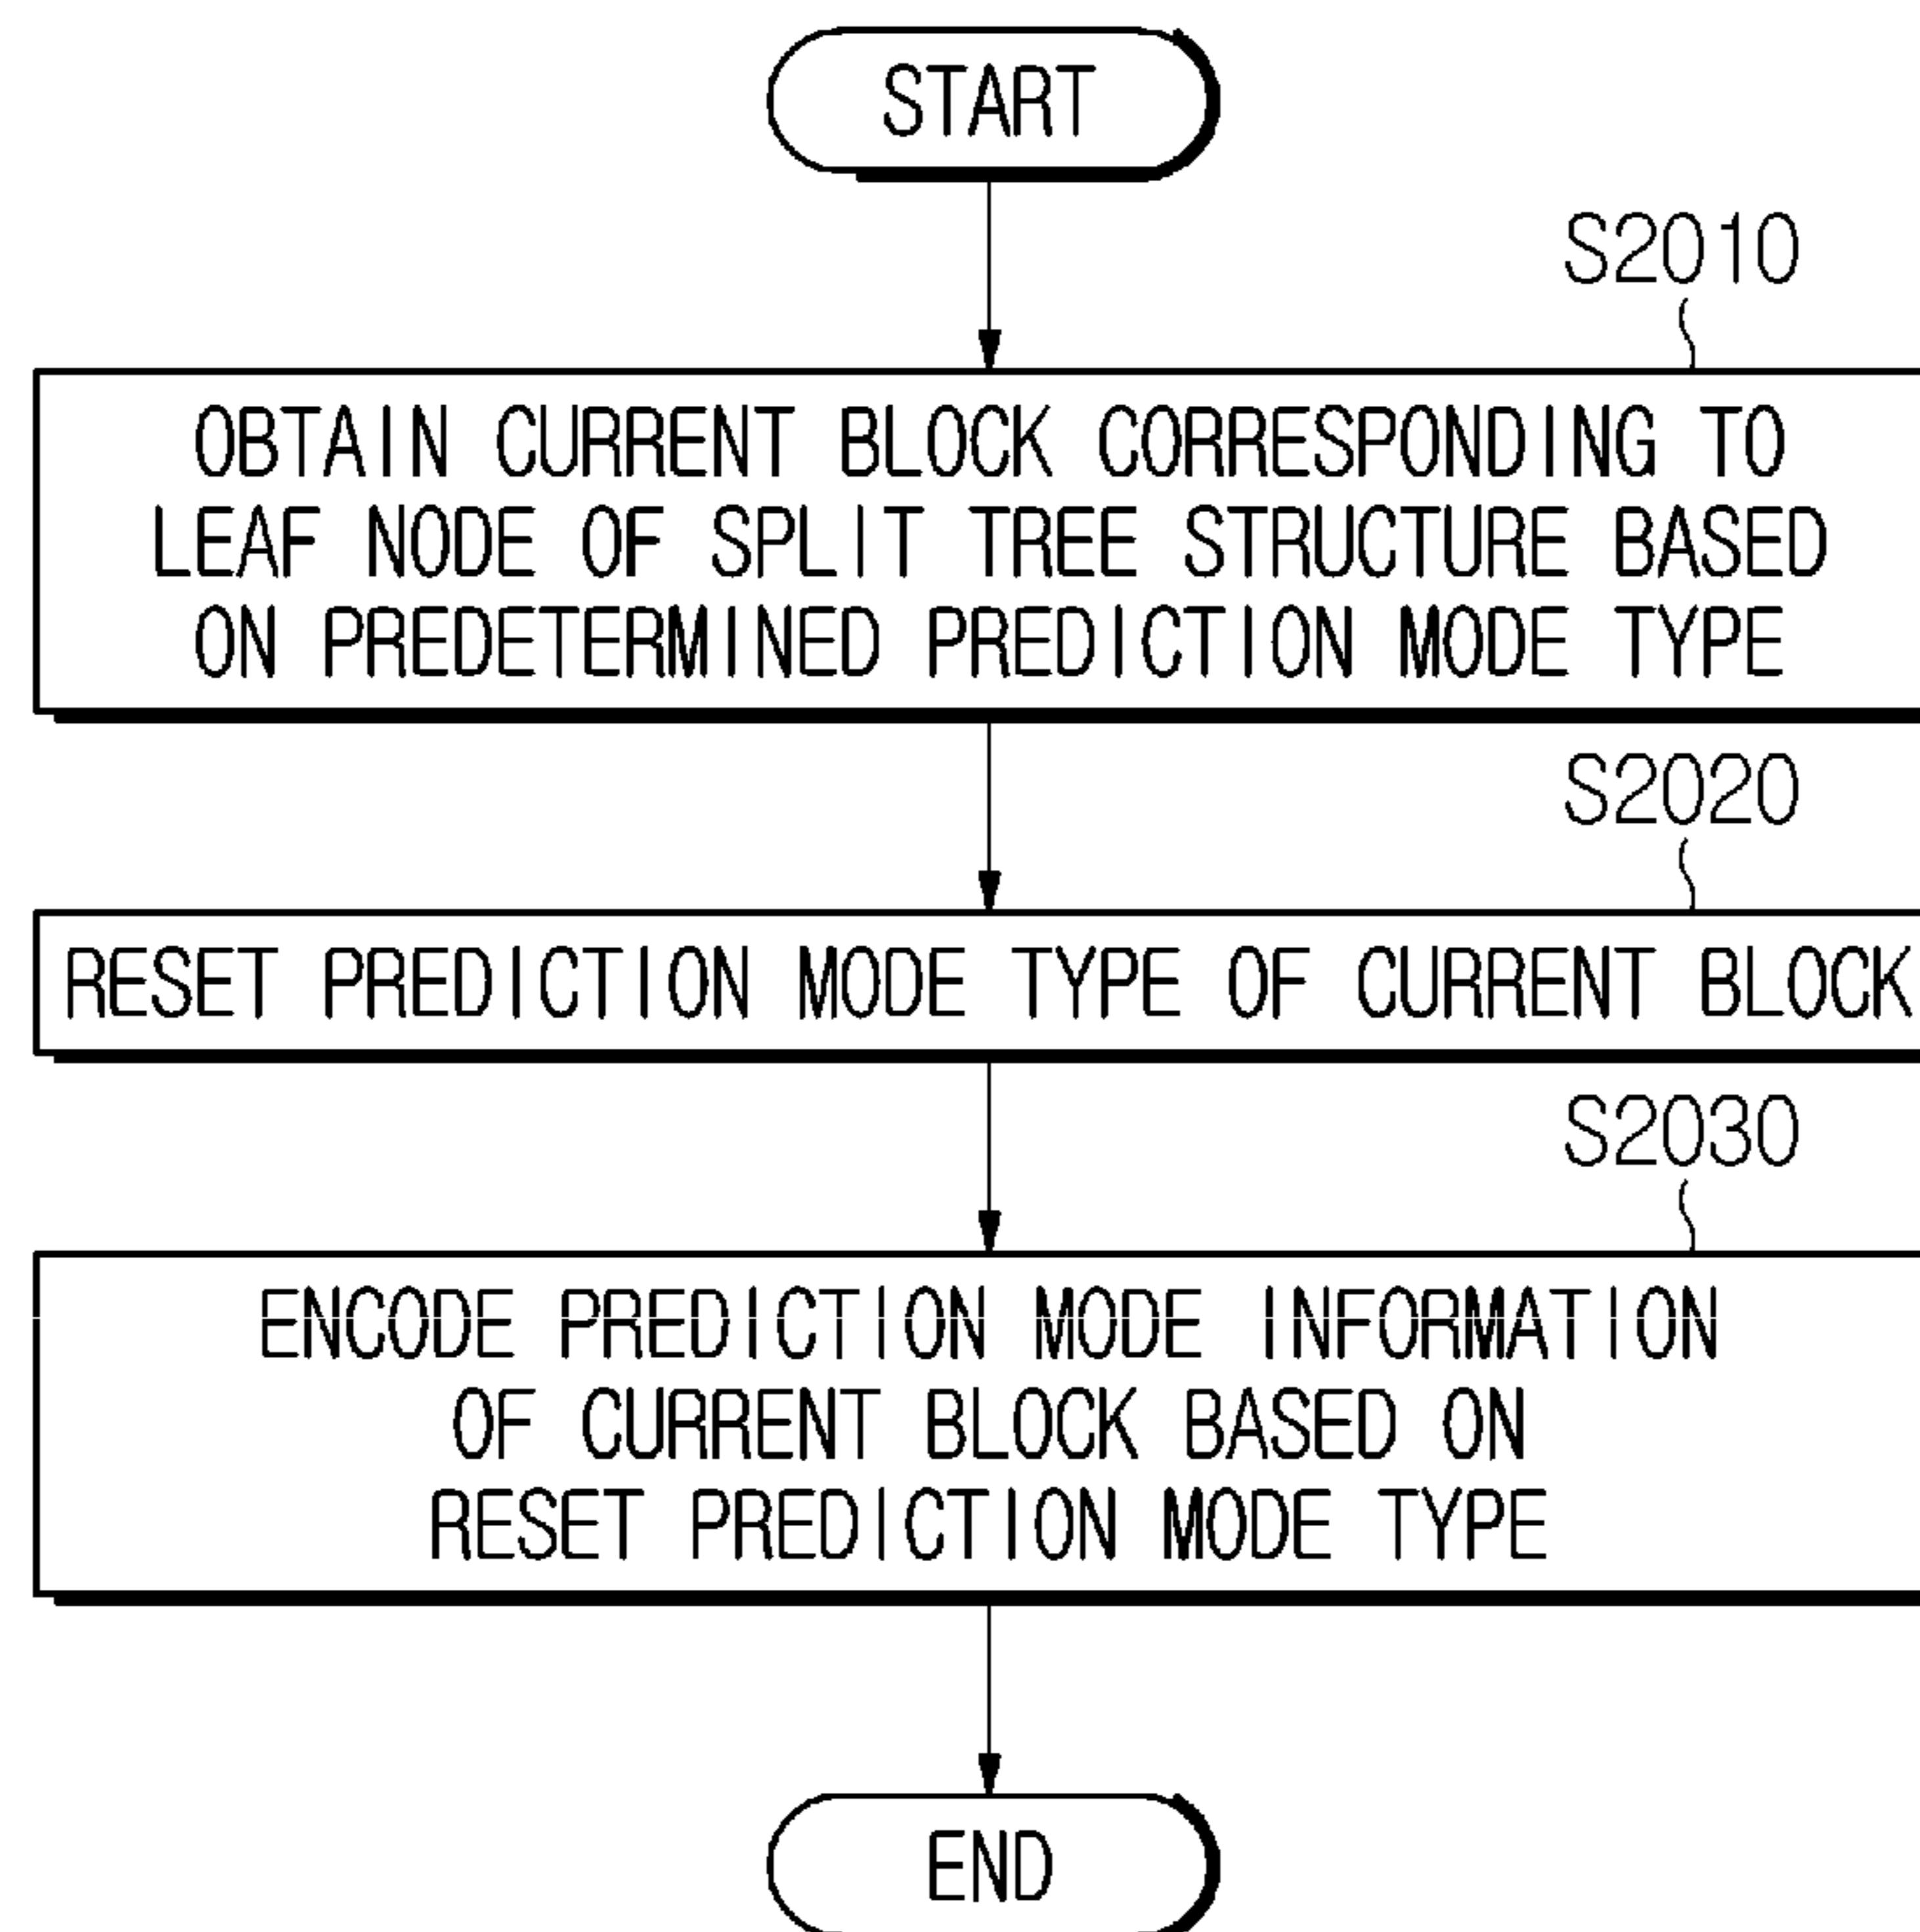 START
S2010
OBTAIN CURRENT BLOCK CORRESPONDING TO
LEAF NODE OF SPLIT TREE STRUCTURE BASED
ON PREDETERMINED PREDICTION MODE TYPE
S2020
RESET PREDICTION MODE TYPE OF CURRENT BLOCK
S2030
ENCODE PREDICTION MODE INFORMATION
OF CURRENT BLOCK BASED ON
RESET PREDICTION MODE TYPE
END